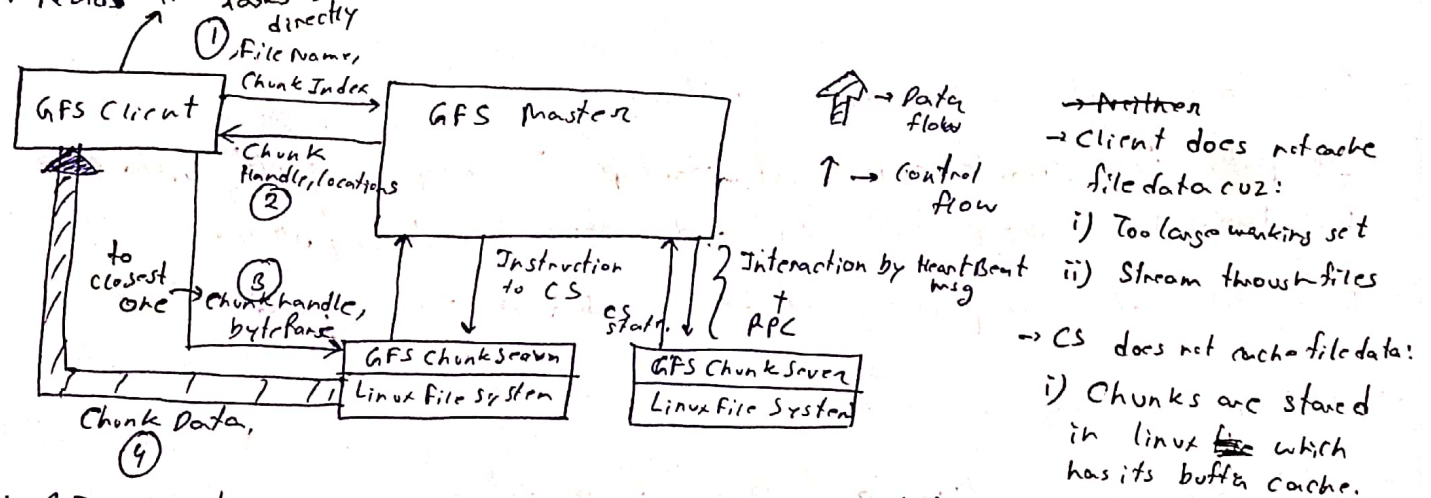 directly
①
File Name,
Chunk Index
GFS Client
GFS Master
Chunk
Handle, locations
②
to
closest
one
③
Chunkhandle,
byteRange
Instruction
to CS
CS
State
Interaction by HeartBeat
msg
+
RPC
GFS ChunkServer
Linux File System
GFS Chunk Sever
Linux File System
Chunk Data,
④
→ Data
flow
↑ → Control
flow
→ Neither
→ Client does not cache
file data cuz:
i) Too large working set
ii) Stream through files
→ CS does not cache file data:
i) Chunks are stored
in linux which
has its buffer cache.